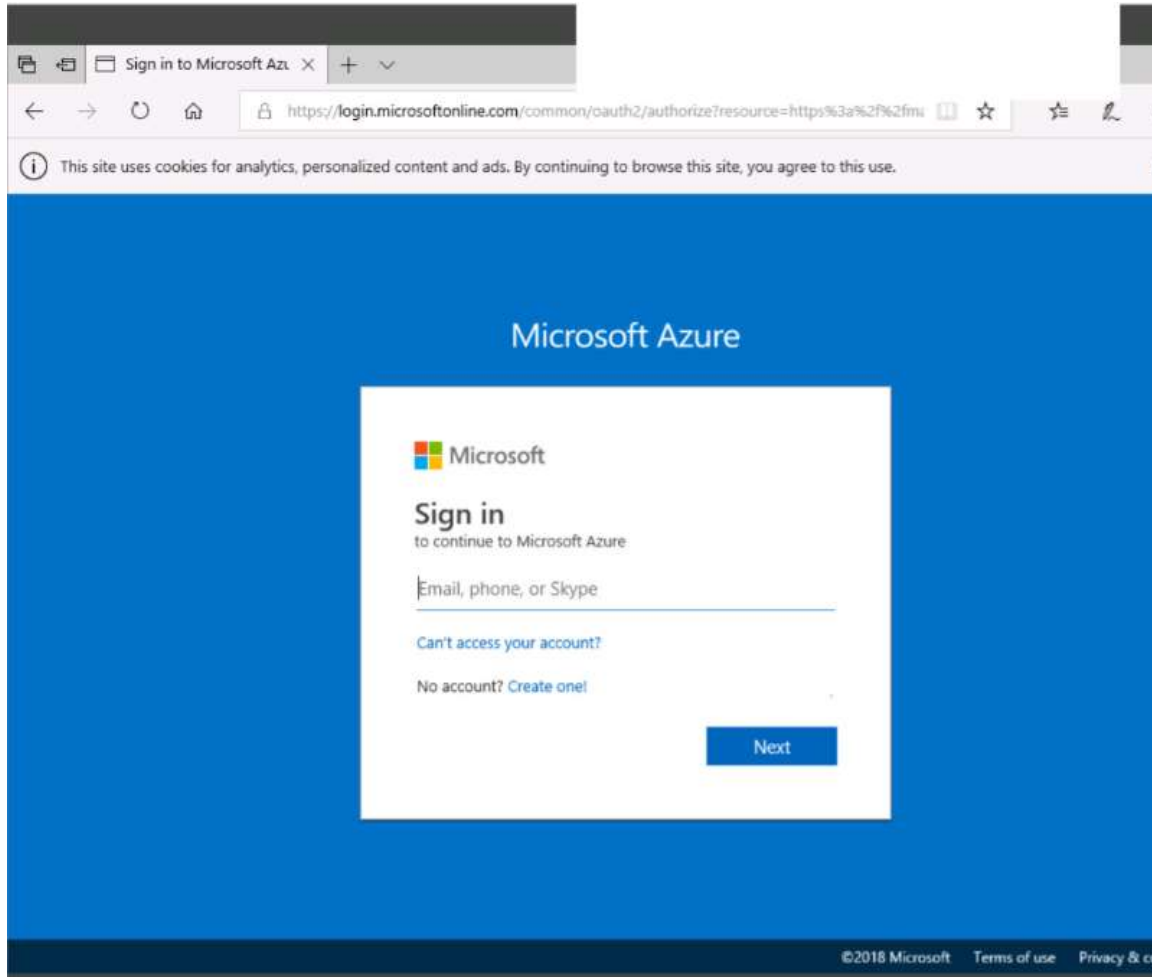 Sign in to Microsoft Azu
https://login.microsoftonline.com/common/oauth2/authorize?resource=https%3a%2f%2fma
This site uses cookies for analytics, personalized content and ads. By continuing to browse this site, you agree to this use.
Microsoft Azure
Microsoft
Sign in
to continue to Microsoft Azure
Email, phone, or Skype
Can't access your account?
No account? Create one!
Next
©2018 Microsoft Terms of use Privacy & c